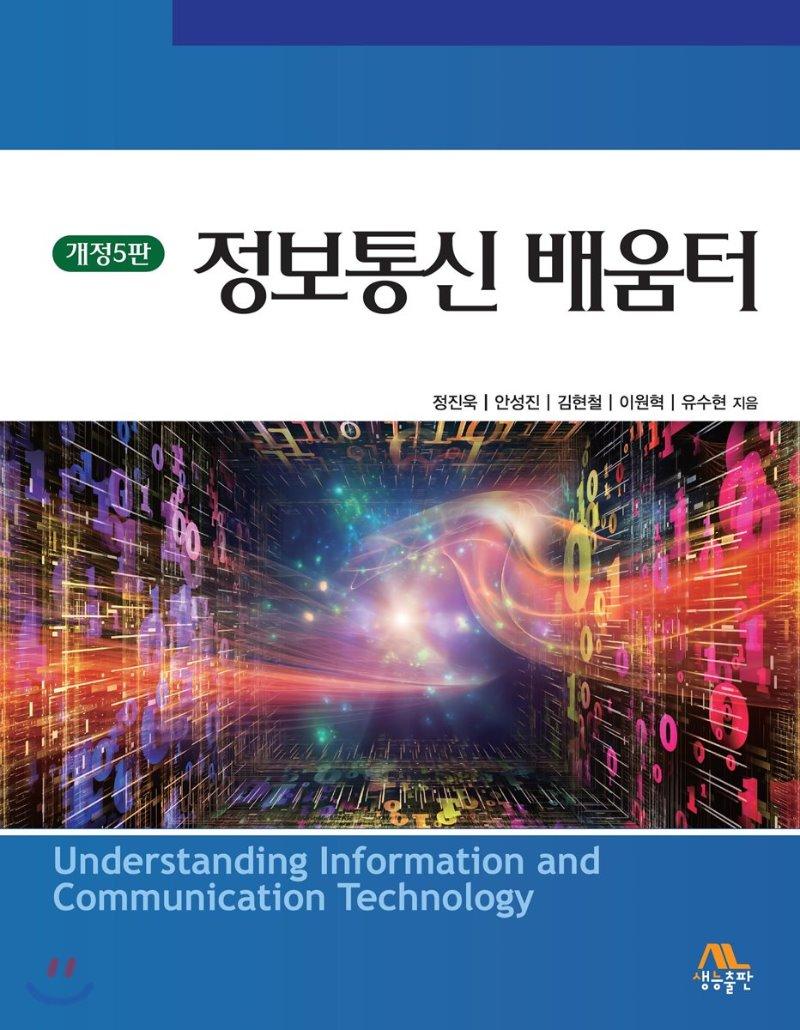 개정5판
정보통신 배움터
정진욱 | 안성진 | 김현철 | 이원혁 | 유수현 지음
Understanding Information and
Communication Technology
생능출판